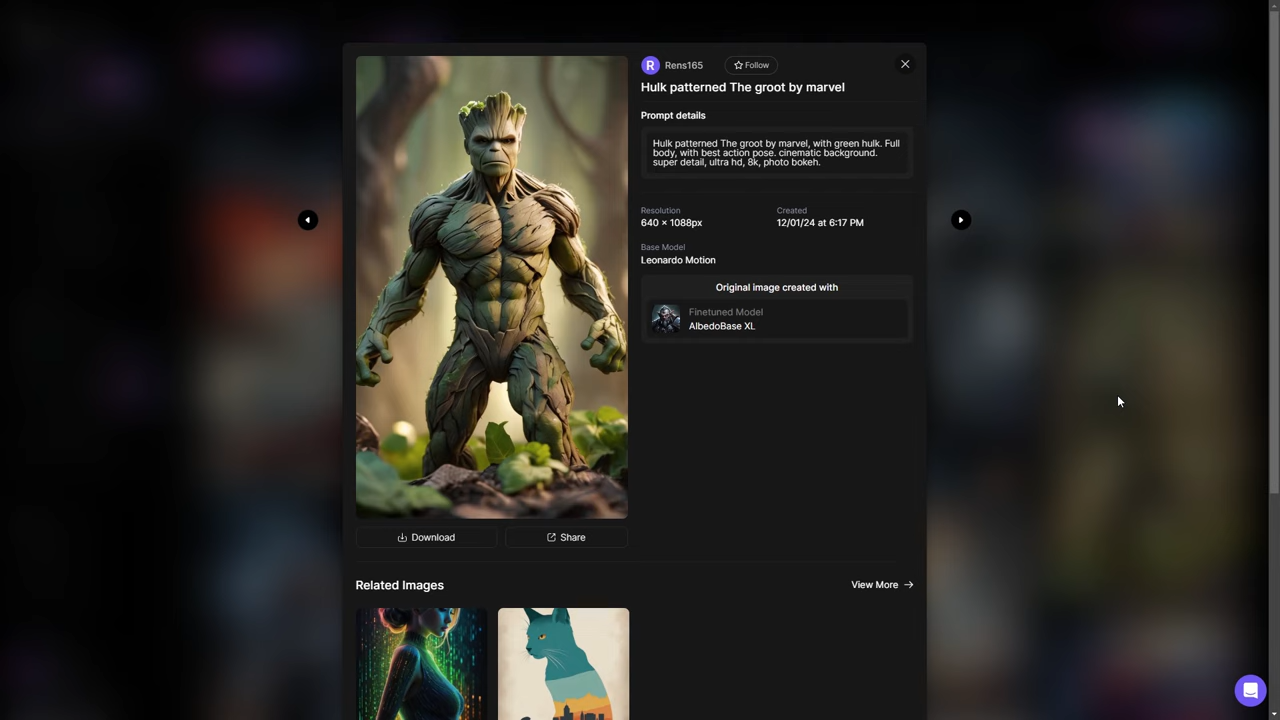 R Rens165
Follow
Hulk patterned The groot by marvel
Prompt details
Hulk patterned The groot by marvel, with green hulk. Full
body, with best action pose. cinematic background.
super detail, ultra hd, 8k, photo bokeh.
Resolution
640 × 1088px
Created
12/01/24 at 6:17 PM
Base Model
Leonardo Motion
Original image created with
Finetuned Model
AlbedoBase XL
Download
Share
Related Images
View More